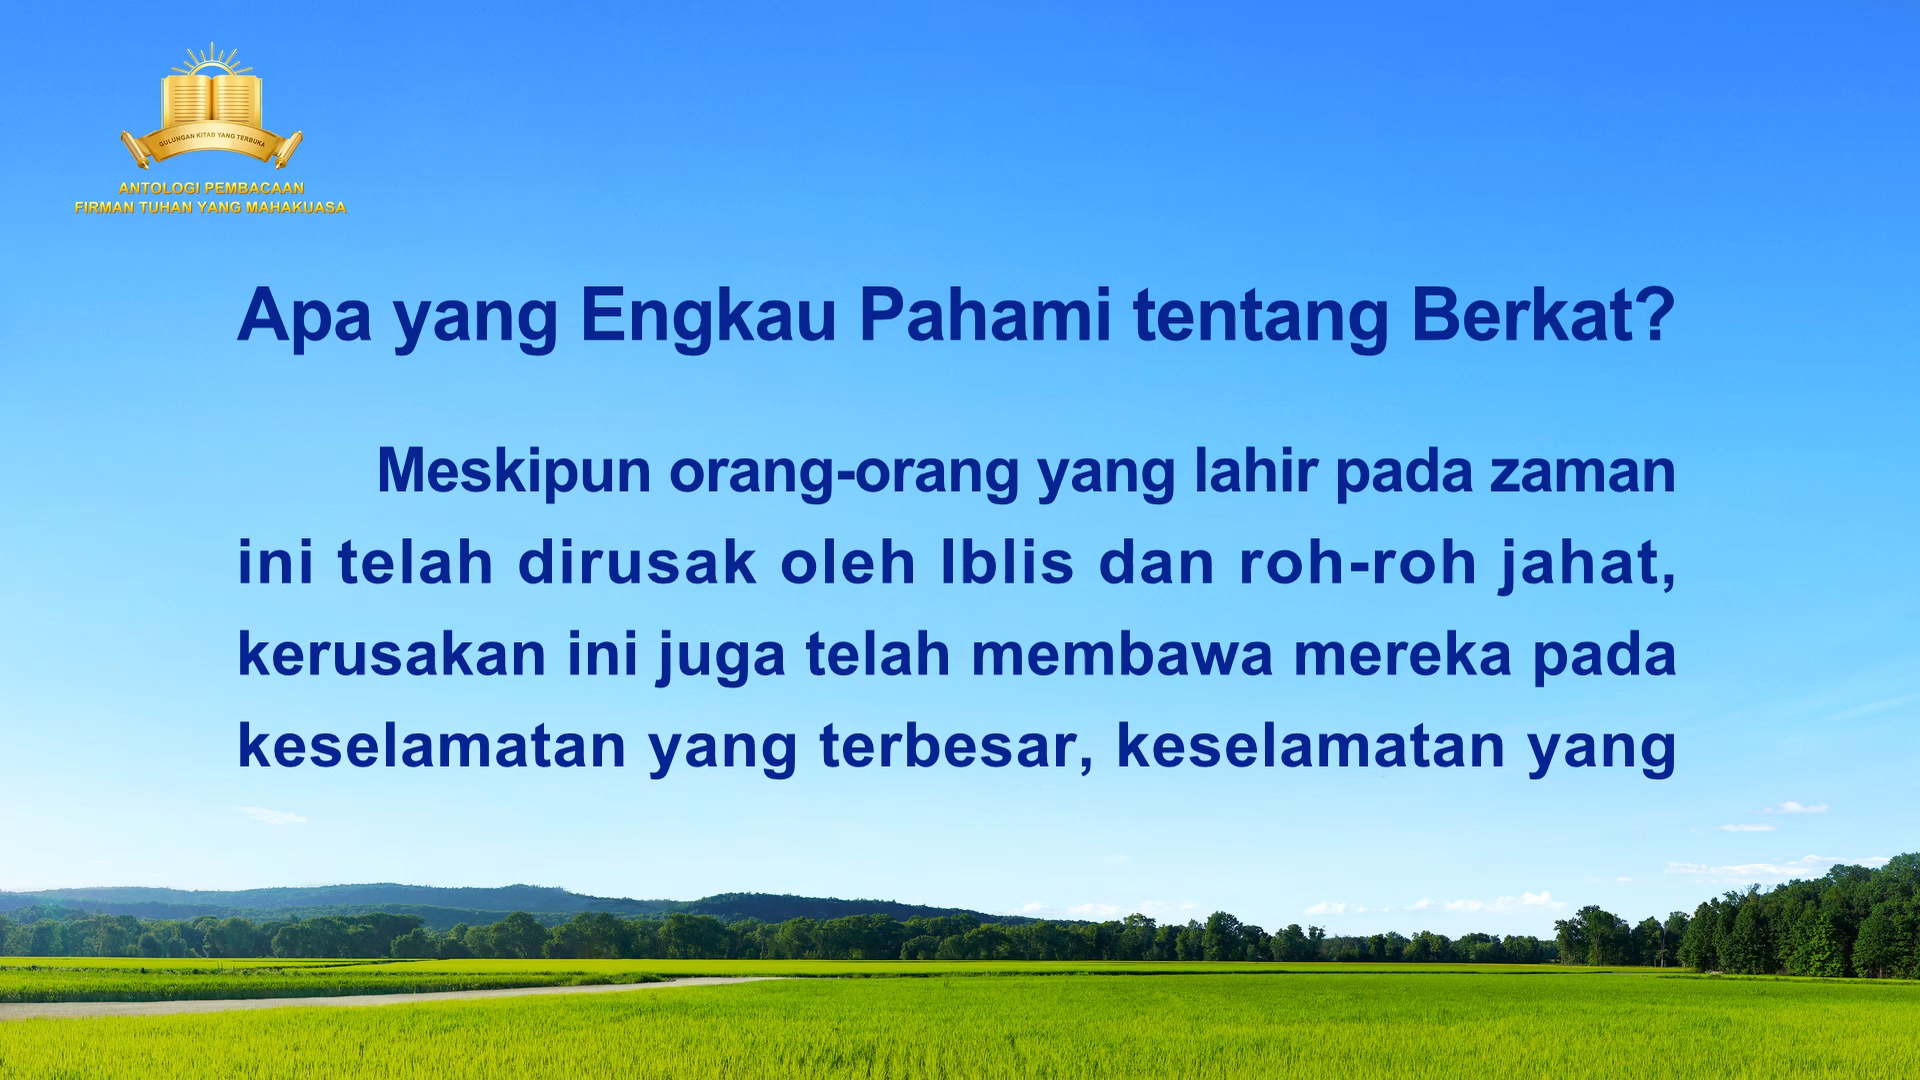 GULUNGAN KITAB YANG TERBUKA
ANTOLOGI PEMBACAAN
FIRMAN TUHAN YANG MAHAKUASA
Apa yang Engkau Pahami tentang Berkat?
Meskipun orang-orang yang lahir pada zaman
ini telah dirusak oleh Iblis dan roh-roh jahat,
kerusakan ini juga telah membawa mereka pada
keselamatan yang terbesar, keselamatan yang